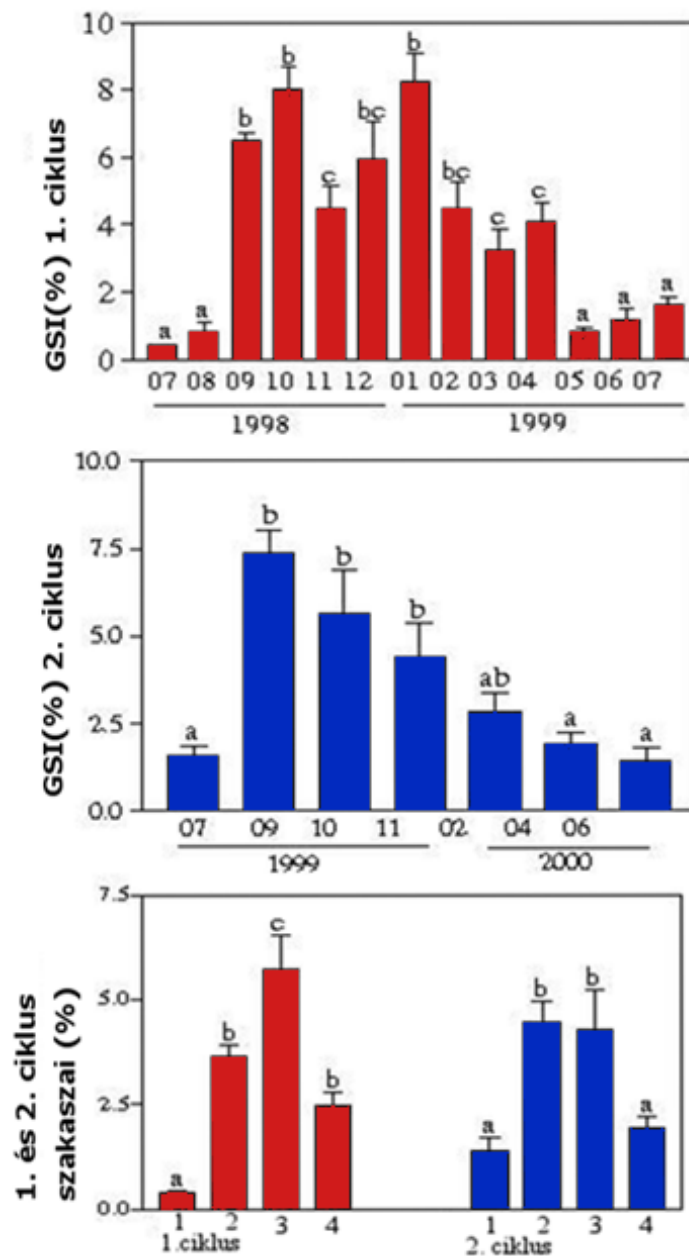 GSI(%) 1. ciklus
10
8
6
4
2
0
a a b b c bc b bc c c a a a
07 08 09 10 11 12 01 02 03 04 05 06 07
1998 1999
GSI(%) 2. ciklus
10.0
7.5
5.0
2.5
0.0
a b b b ab a a
07 09 10 11 02 04 06
1999 2000
1. és 2. ciklus
szakaszai (%)
7.5
5.0
2.5
0.0
a b c b a b b a
1 2 3 4 1 2 3 4
1.ciklus 2. ciklus